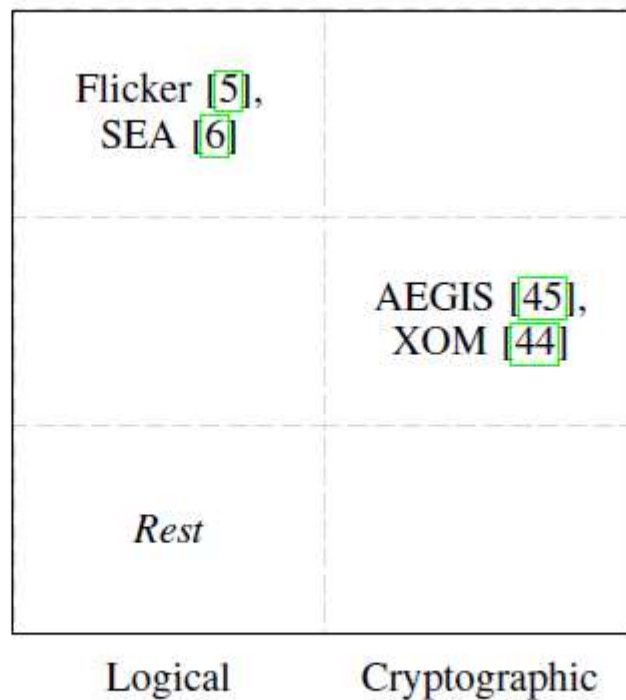 Flicker [5],
SEA [6]
AEGIS [45],
XOM [44]
Rest
Logical
Cryptographic